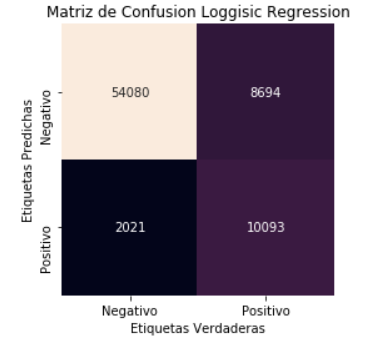 Matriz de Confusion Loggisic Regression
Etiquetas Predichas
Negativo
54080
8694
Positivo
2021
10093
Negativo
Positivo
Etiquetas Verdaderas